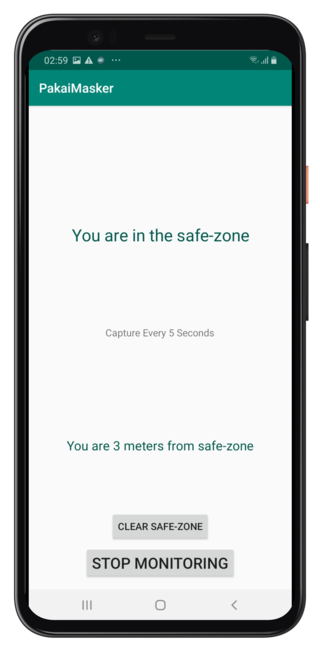 02:59
PakaiMasker
You are in the safe-zone
Capture Every 5 Seconds
You are 3 meters from safe-zone
CLEAR SAFE-ZONE
STOP MONITORING